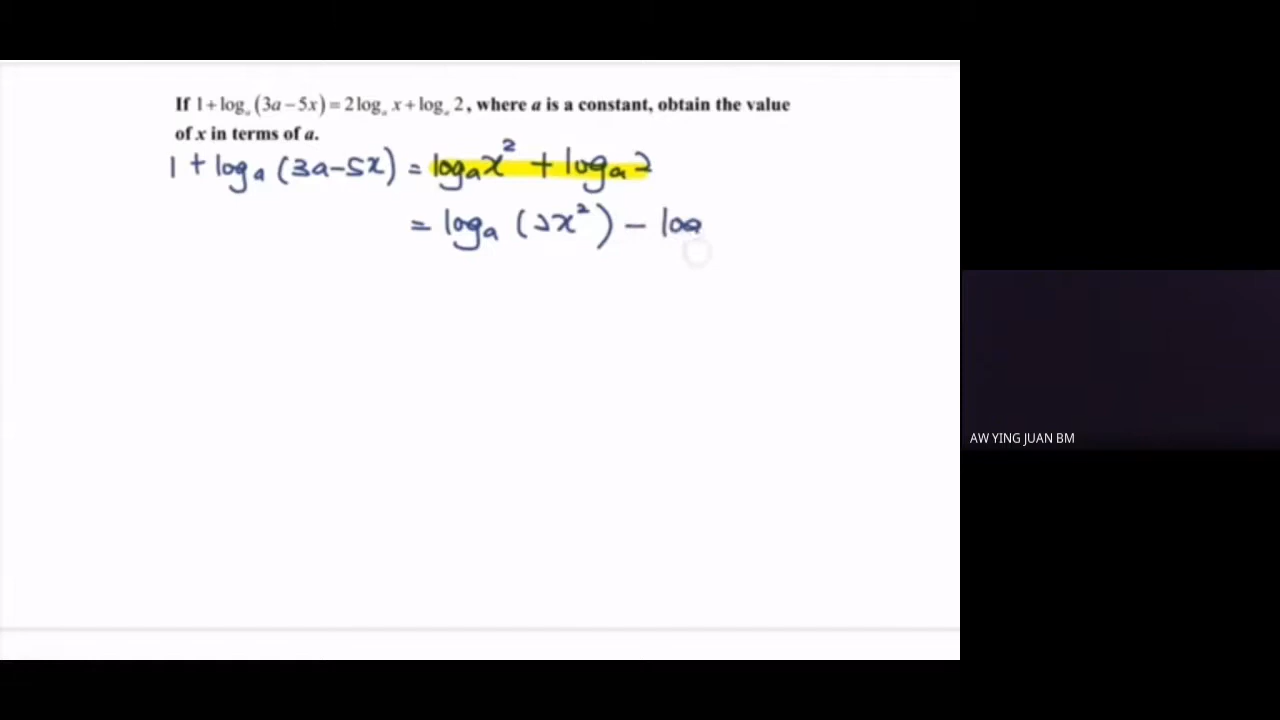 If 1 + logₐ (3a − 5x) = 2 logₐ x + logₐ 2, where a is a constant, obtain the value
of x in terms of a.
1 + logₐ (3a−5x) = logₐ x² + logₐ 2
= logₐ (2x²) − log
AW YING JUAN BM